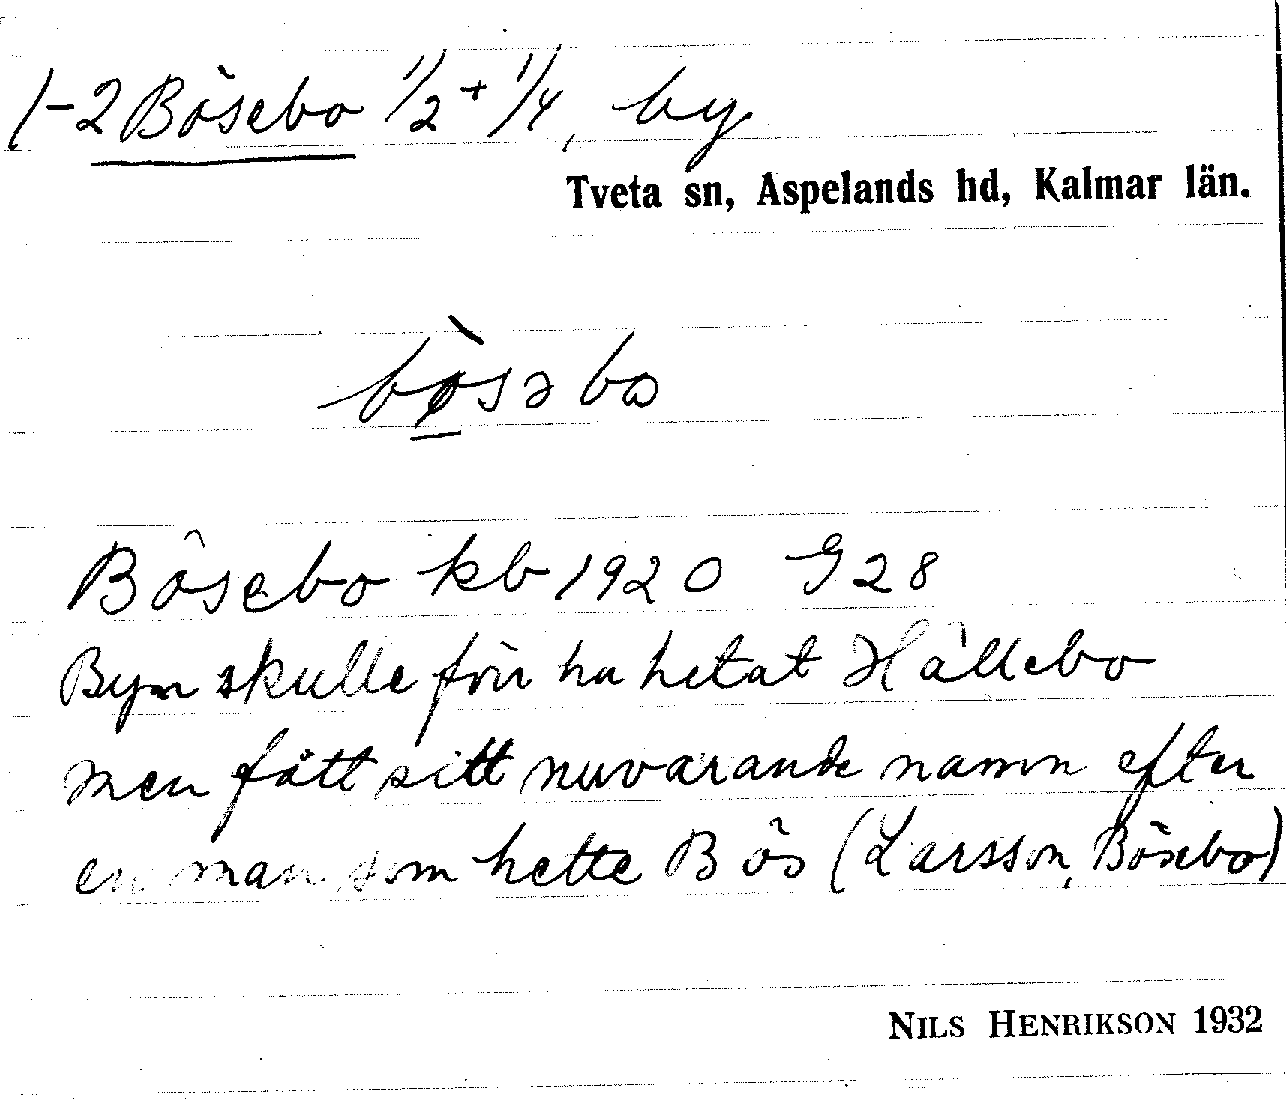 1-2 Bösebo 1/2 + 1/4, by
Tveta sn, Aspelands hd, Kalmar län.
bø̀səbo
Bösebo kb 1920 G28
Byn skulle förr ha hetat Hällebo
men fått sitt nuvarande namn efter
en man som hette Bös (Larsson, Bösebo)
NILS HENRIKSON 1932